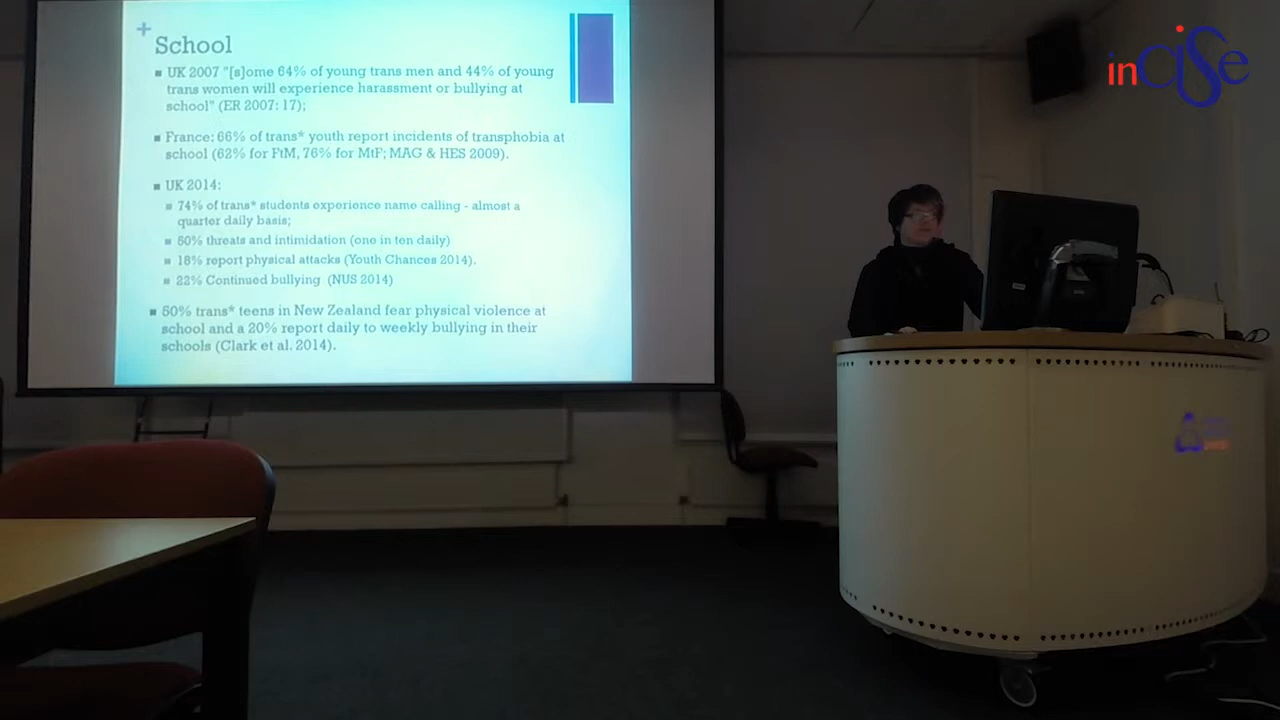 +
School
▪ UK 2007 "[s]ome 64% of young trans men and 44% of young
trans women will experience harassment or bullying at
school" (ER 2007: 17);
▪ France: 66% of trans* youth report incidents of transphobia at
school (62% for FtM, 76% for MtF; MAG & HES 2009).
▪ UK 2014:
▪ 74% of trans* students experience name calling - almost a
quarter daily basis;
▪ 50% threats and intimidation (one in ten daily)
▪ 18% report physical attacks (Youth Chances 2014).
▪ 22% Continued bullying (NUS 2014)
▪ 50% trans* teens in New Zealand fear physical violence at
school and a 20% report daily to weekly bullying in their
schools (Clark et al. 2014).
inciSe